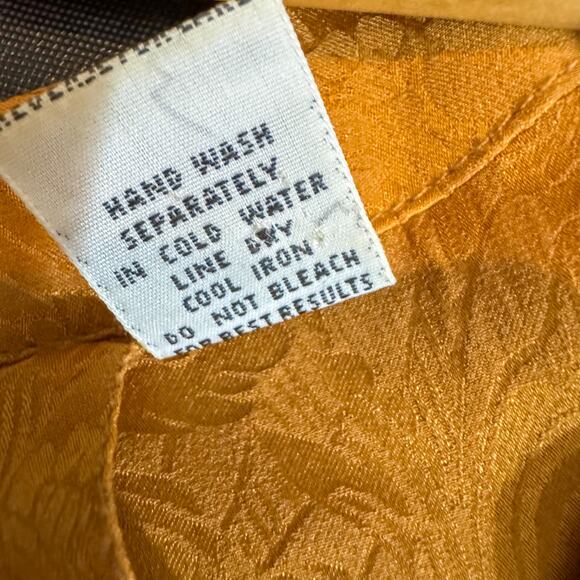 HAND WASH
SEPARATELY
IN COLD WATER
LINE DRY
COOL IRON
DO NOT BLEACH
FOR BEST RESULTS